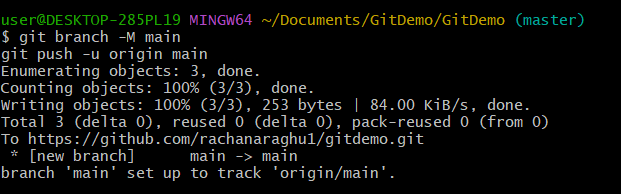 user@DESKTOP-285PL19 MINGW64 ~/Documents/GitDemo/GitDemo (master)
$ git branch -M main
git push -u origin main
Enumerating objects: 3, done.
Counting objects: 100% (3/3), done.
Writing objects: 100% (3/3), 253 bytes | 84.00 KiB/s, done.
Total 3 (delta 0), reused 0 (delta 0), pack-reused 0 (from 0)
To https://github.com/rachanaraghu1/gitdemo.git
 * [new branch]      main -> main
branch 'main' set up to track 'origin/main'.